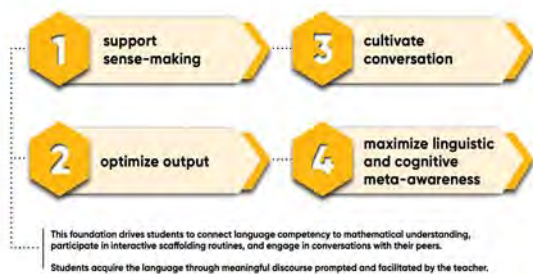 1
support
sense-making
3
cultivate
conversation
2
optimize output
4
maximize linguistic
and cognitive
meta-awareness
This foundation drives students to connect language competency to mathematical understanding,
participate in interactive scaffolding routines, and engage in conversations with their peers.
Students acquire the language through meaningful discourse prompted and facilitated by the teacher.